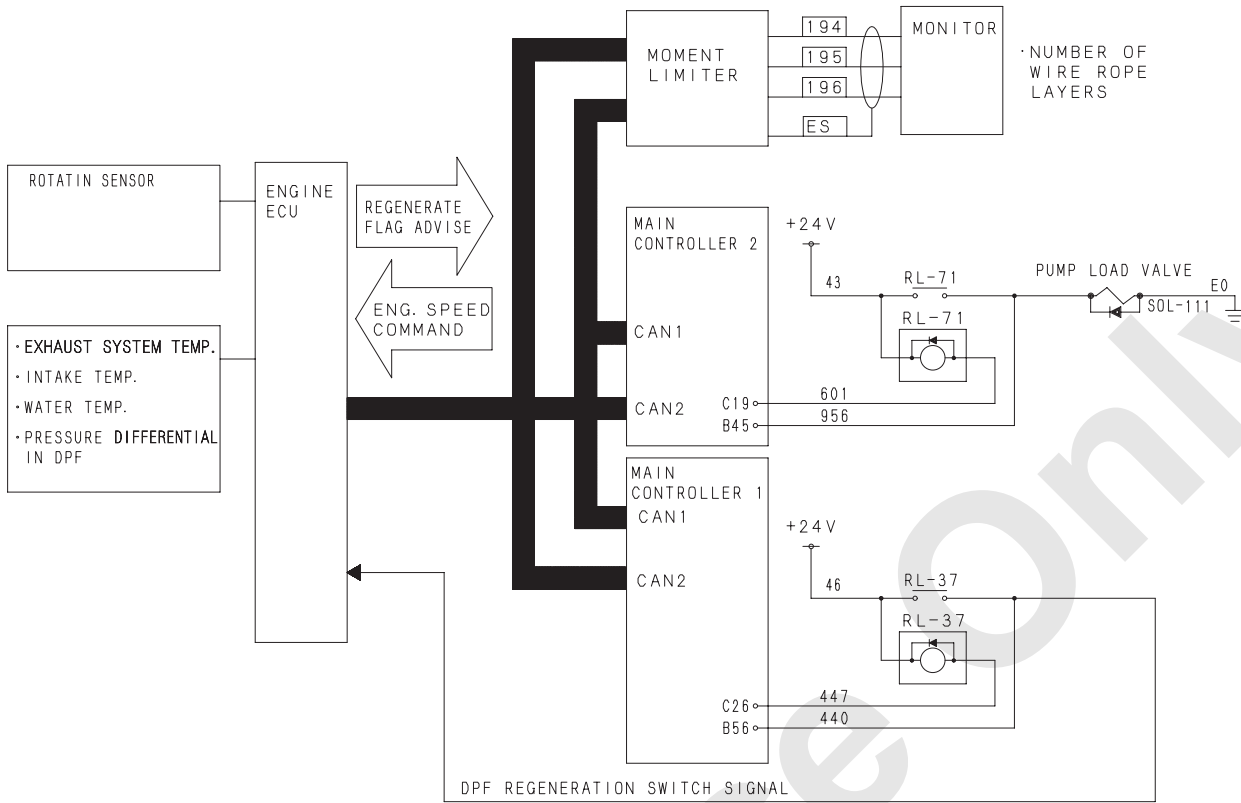 194
195
196
ES
MOMENT
LIMITER
MONITOR
·NUMBER OF
WIRE ROPE
LAYERS
ROTATIN SENSOR
ENGINE
ECU
REGENERATE
FLAG ADVISE
ENG. SPEED
COMMAND
·EXHAUST SYSTEM TEMP.
·INTAKE TEMP.
·WATER TEMP.
·PRESSURE DIFFERENTIAL
IN DPF
MAIN
CONTROLLER 2
CAN1
CAN2
C19
B45
+24V
43
RL-71
RL-71
601
956
PUMP LOAD VALVE
E0
SOL-111
MAIN
CONTROLLER 1
CAN1
CAN2
C26
B56
+24V
46
RL-37
RL-37
447
440
DPF REGENERATION SWITCH SIGNAL
e Only